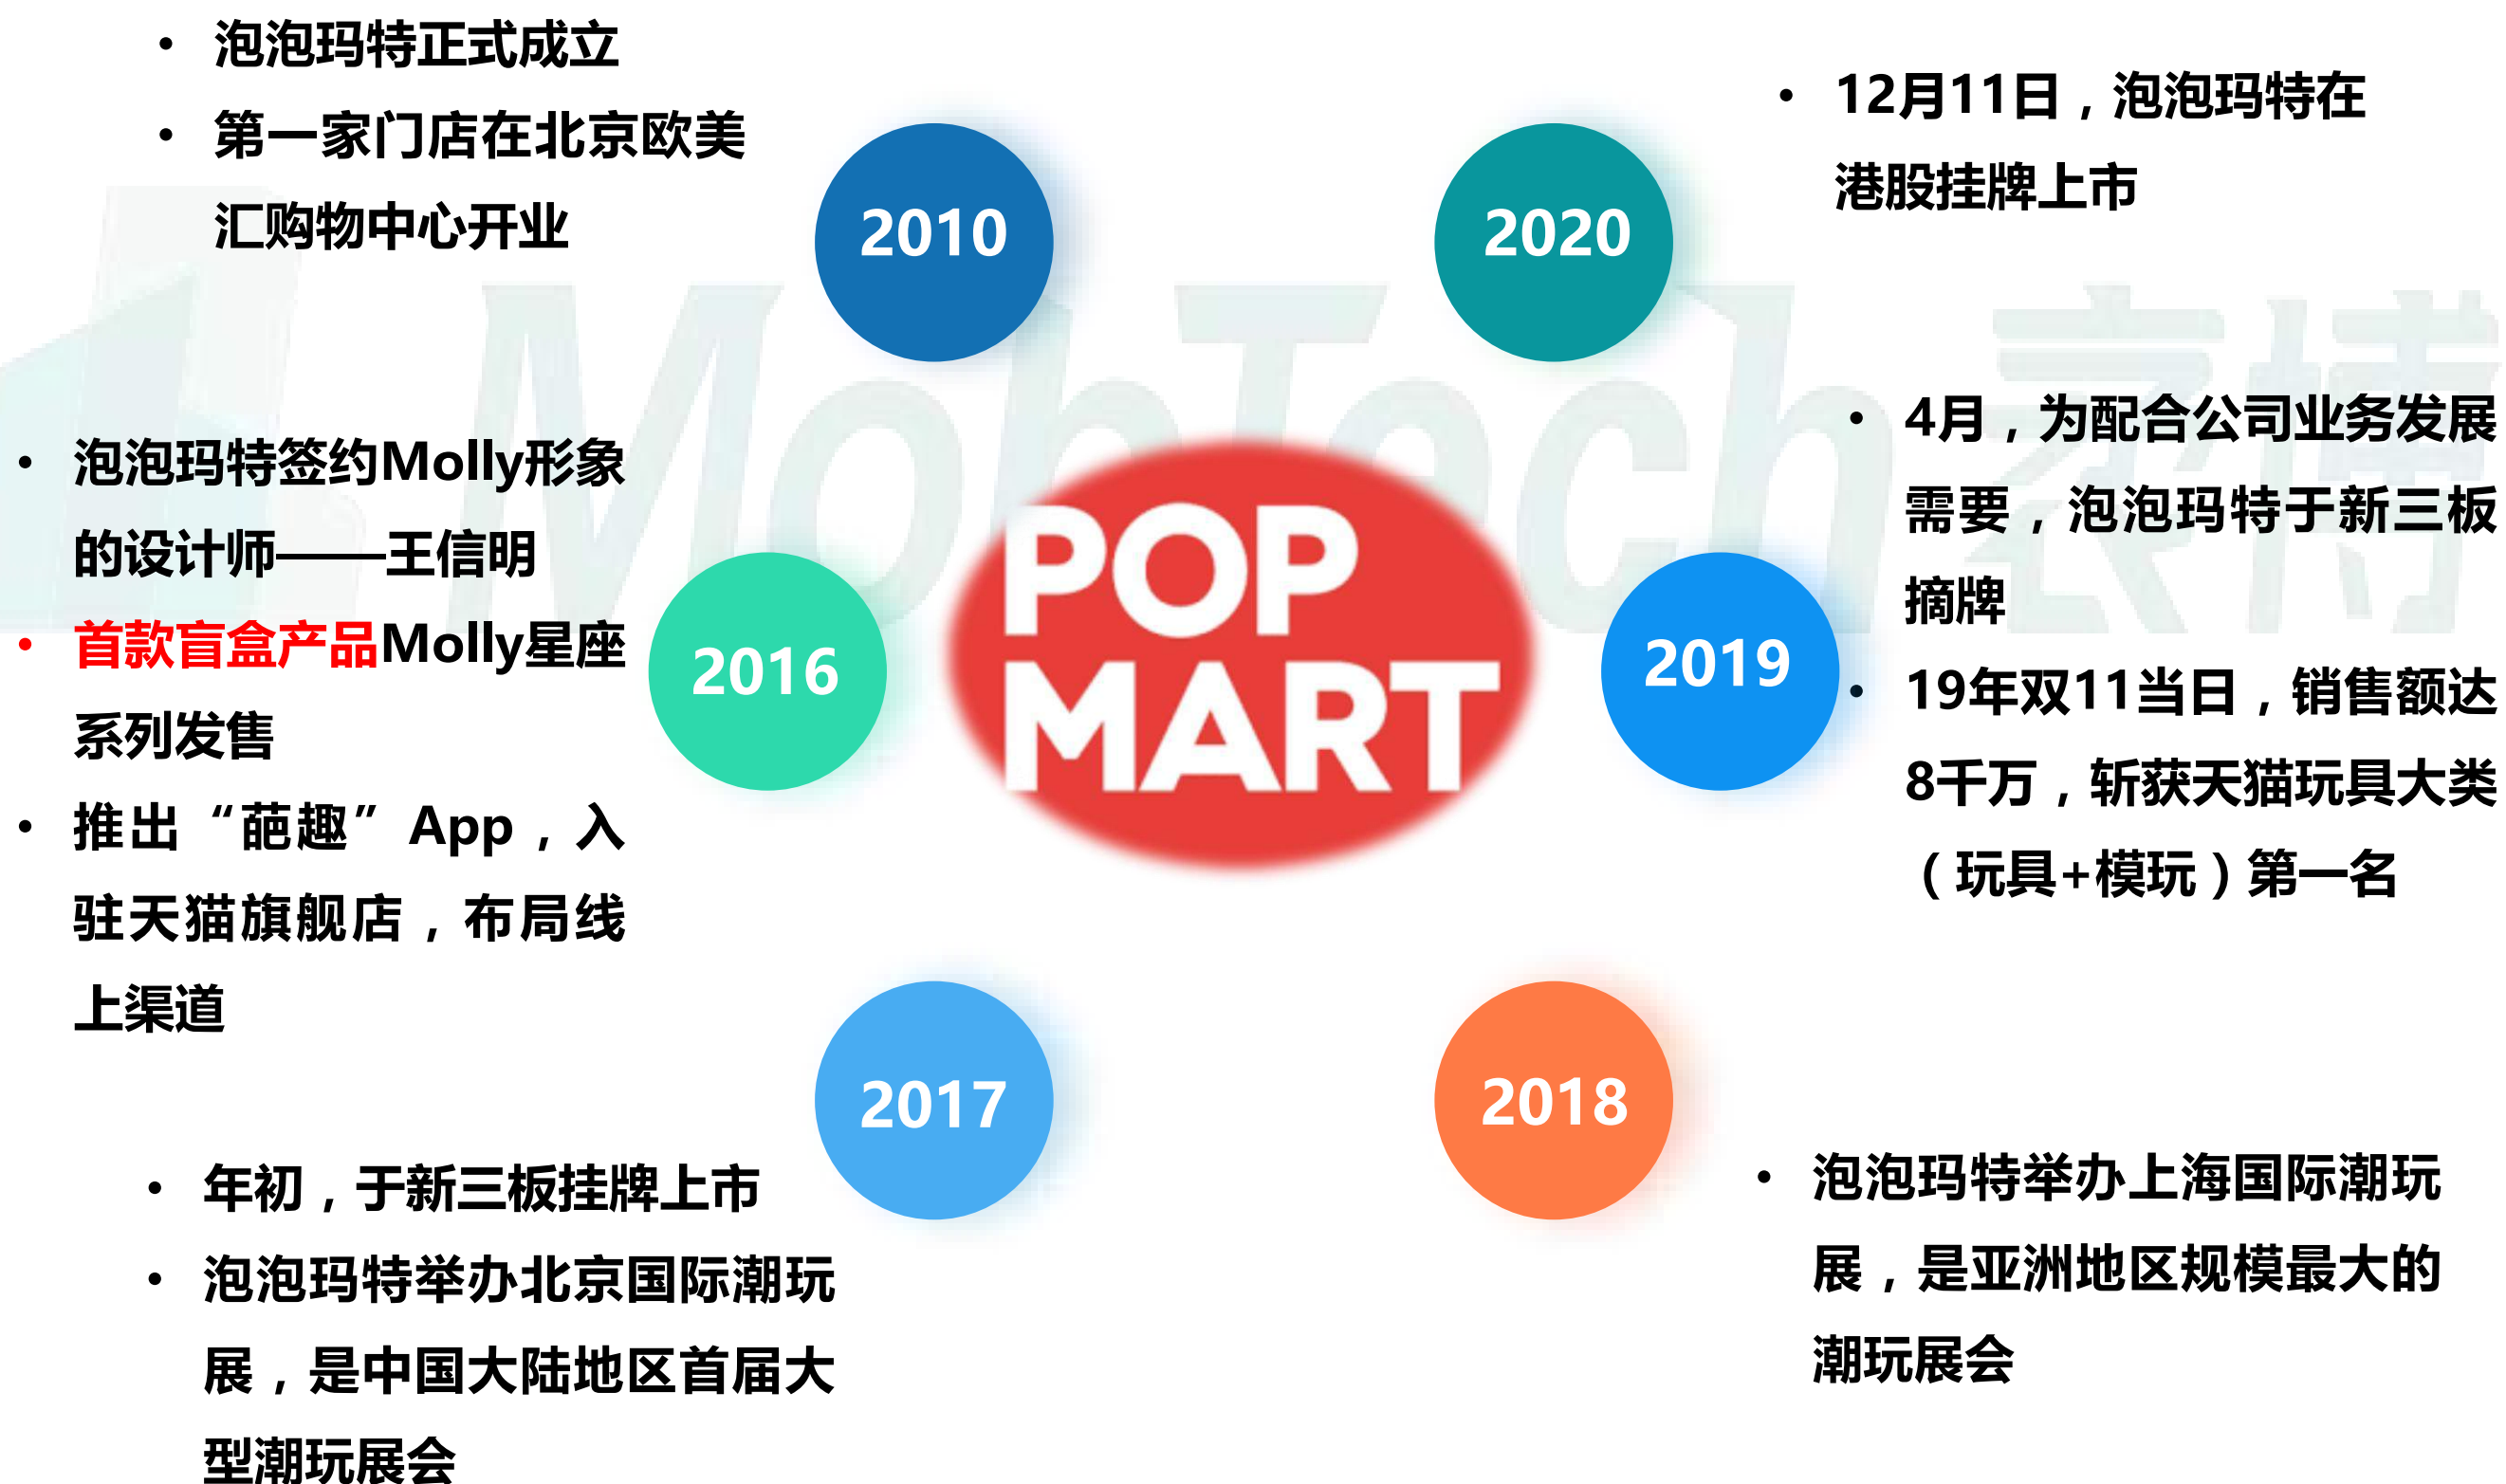 • 泡泡玛特正式成立
• 第一家门店在北京欧美
汇购物中心开业
2010
• 泡泡玛特签约Molly形象
的设计师——王信明
• 首款盲盒产品Molly星座
系列发售
• 推出“葩趣”App，入
驻天猫旗舰店，布局线
上渠道
2016
• 年初，于新三板挂牌上市
• 泡泡玛特举办北京国际潮玩
展，是中国大陆地区首届大
型潮玩展会
2017
POP
MART
2018
• 泡泡玛特举办上海国际潮玩
展，是亚洲地区规模最大的
潮玩展会
2019
• 4月，为配合公司业务发展
需要，泡泡玛特于新三板
摘牌
• 19年双11当日，销售额达
8千万，斩获天猫玩具大类
（玩具+模玩）第一名
2020
• 12月11日，泡泡玛特在
港股挂牌上市
MobTech 袤博